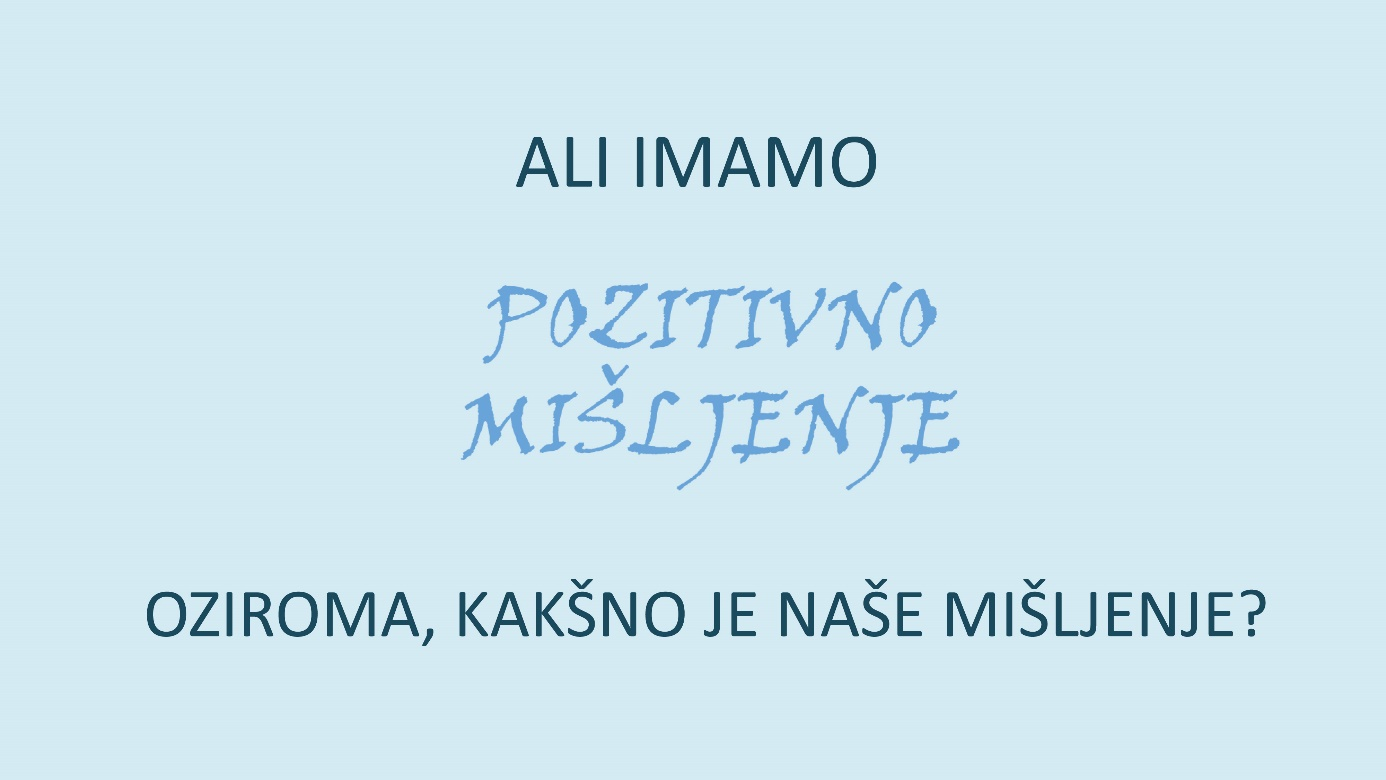 ALI IMAMO
POZITIVNO
MIŠLJENJE
OZIROMA, KAKŠNO JE NAŠE MIŠLJENJE?